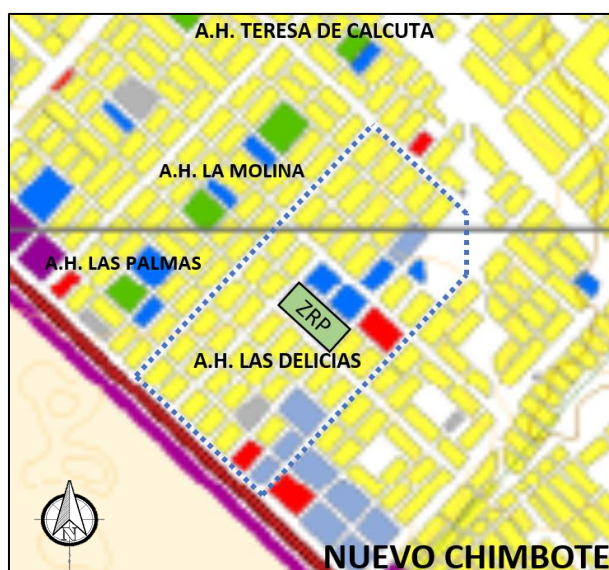 A.H. TERESA DE CALCUTA
A.H. LA MOLINA
A.H. LAS PALMAS
ZRP
A.H. LAS DELICIAS
N
NUEVO CHIMBOTE